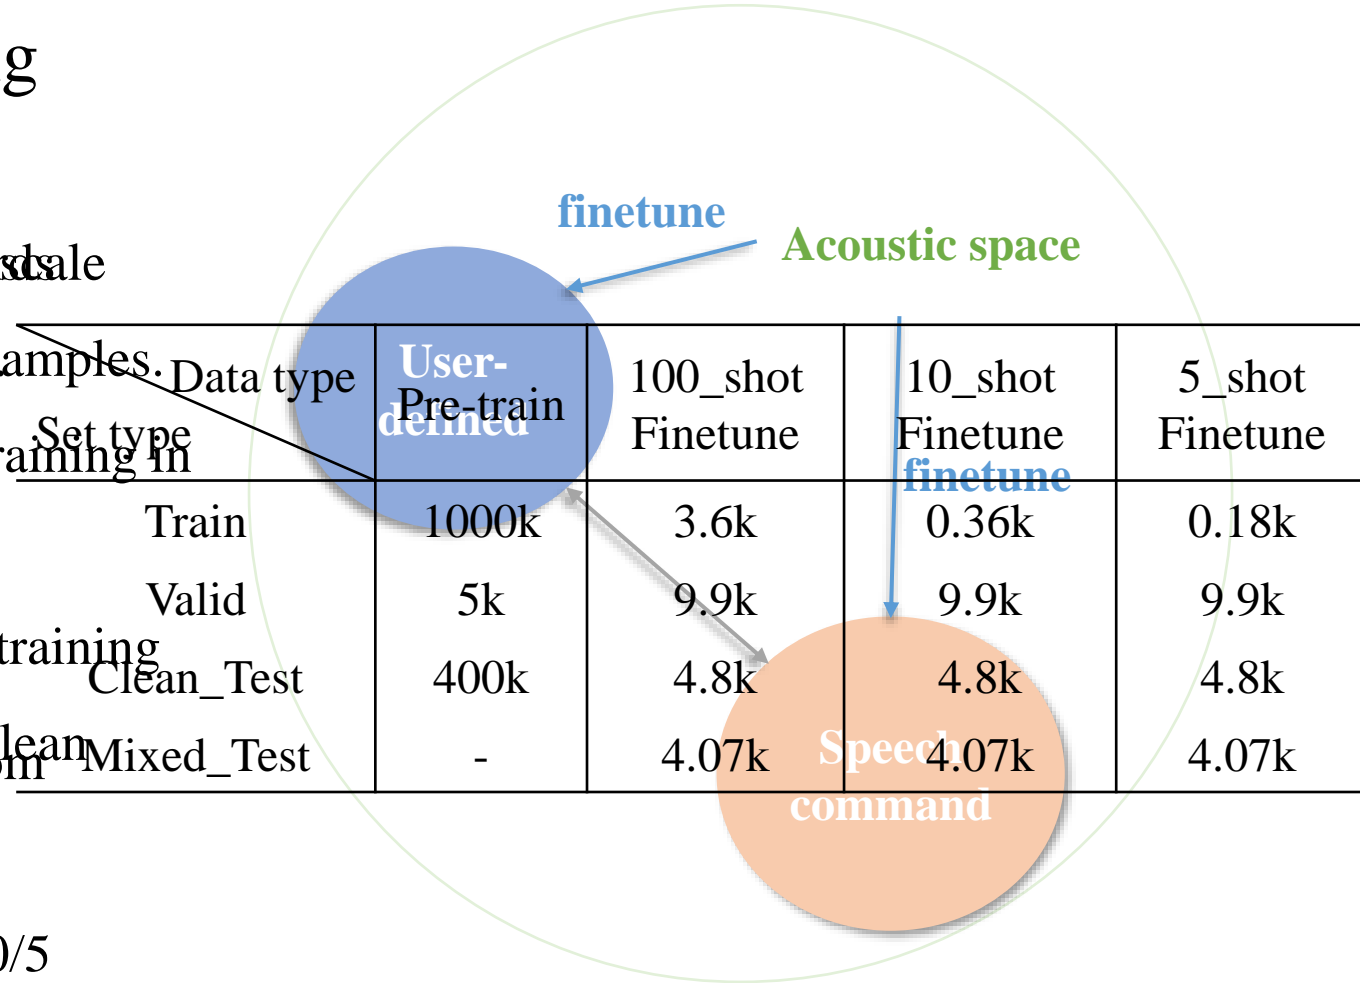 g
finetune
Acoustic space
scale
amples.
User-
defined
Data type
Set type
Pre-train
100_shot
Finetune
10_shot
Finetune
5_shot
Finetune
raining in
finetune
Train 1000k 3.6k 0.36k 0.18k
Valid 5k 9.9k 9.9k 9.9k
training
Clean_Test 400k 4.8k 4.8k 4.8k
lean
om
Mixed_Test - 4.07k 4.07k 4.07k
Speech
command
0/5